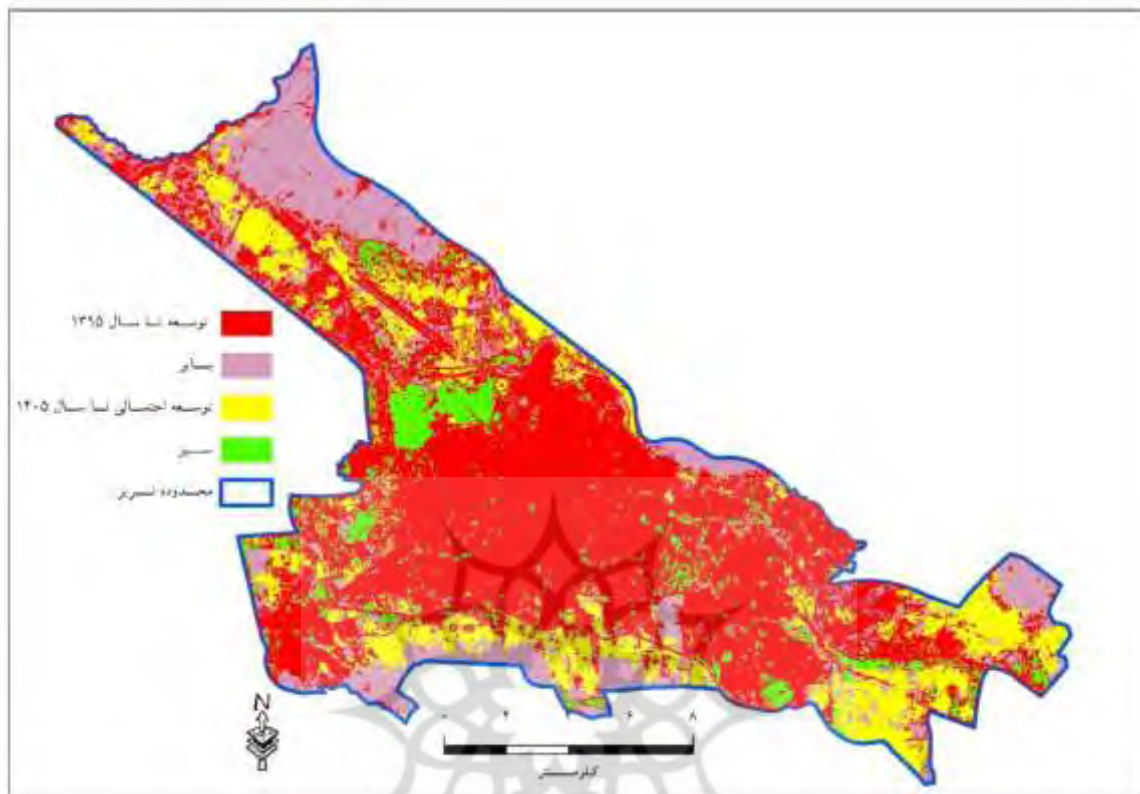 توسعه تا سال ۱۳۹۵
سایر
توسعه احتمالی تا سال ۱۴۰۵
سبز
محدوده تبریز
N
۰ ۲ ۴ ۶ ۸
کیلومتر